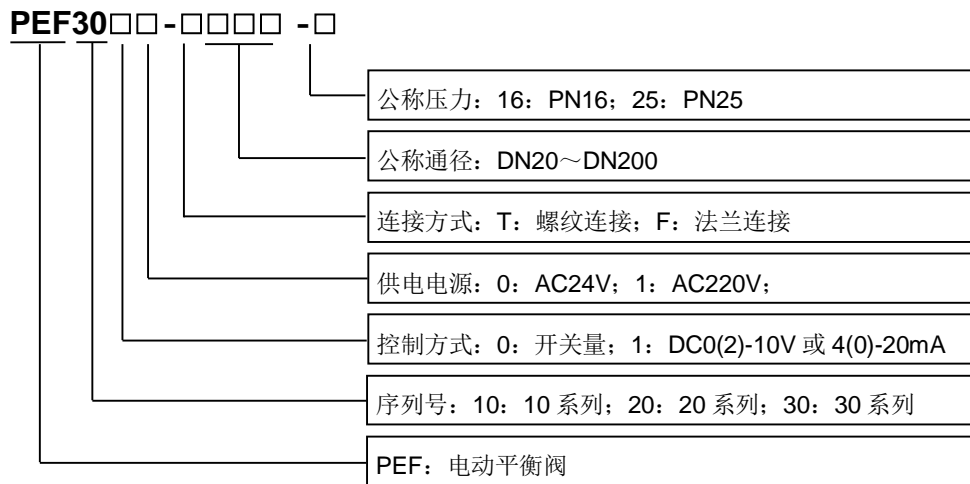 PEF30□□-□□□□ -□
公称压力：16：PN16；25：PN25
公称通径：DN20～DN200
连接方式：T：螺纹连接；F：法兰连接
供电电源：0：AC24V；1：AC220V；
控制方式：0：开关量；1：DC0(2)-10V 或 4(0)-20mA
序列号：10：10 系列；20：20 系列；30：30 系列
PEF：电动平衡阀